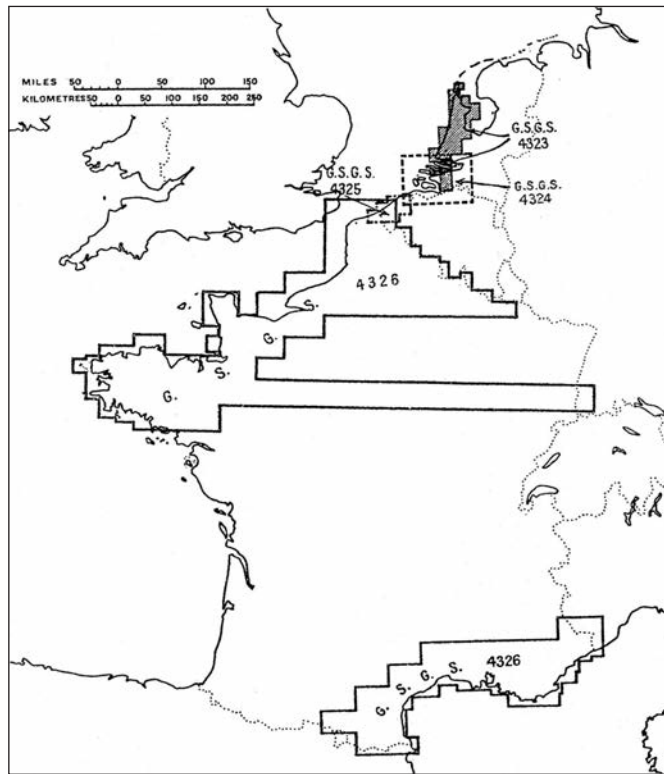 MILES 50 0 50 100 150
KILOMETRES 50 0 50 100 150 200 250
G.S.G.S.
4323
G.S.G.S.
4325
G.S.G.S.
4324
4326
S.
G.
S.
G.
4326
G. S. G. S.